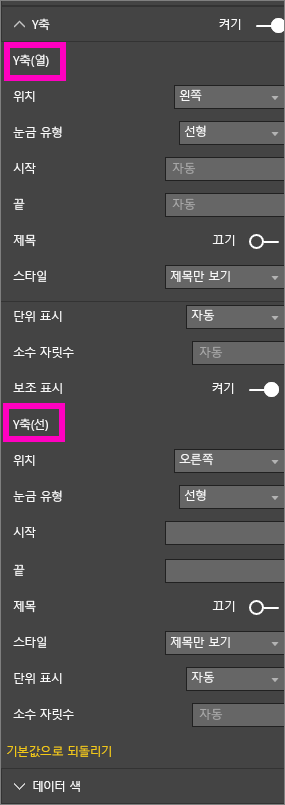 Y축 켜기
Y축(열)
위치 왼쪽
눈금 유형 선형
시작 자동
끝 자동
제목 끄기
스타일 제목만 보기
단위 표시 자동
소수 자릿수 자동
보조 표시 켜기
Y축(선)
위치 오른쪽
눈금 유형 선형
시작
끝
제목 끄기
스타일 제목만 보기
단위 표시 자동
소수 자릿수 자동
기본값으로 되돌리기
데이터 색